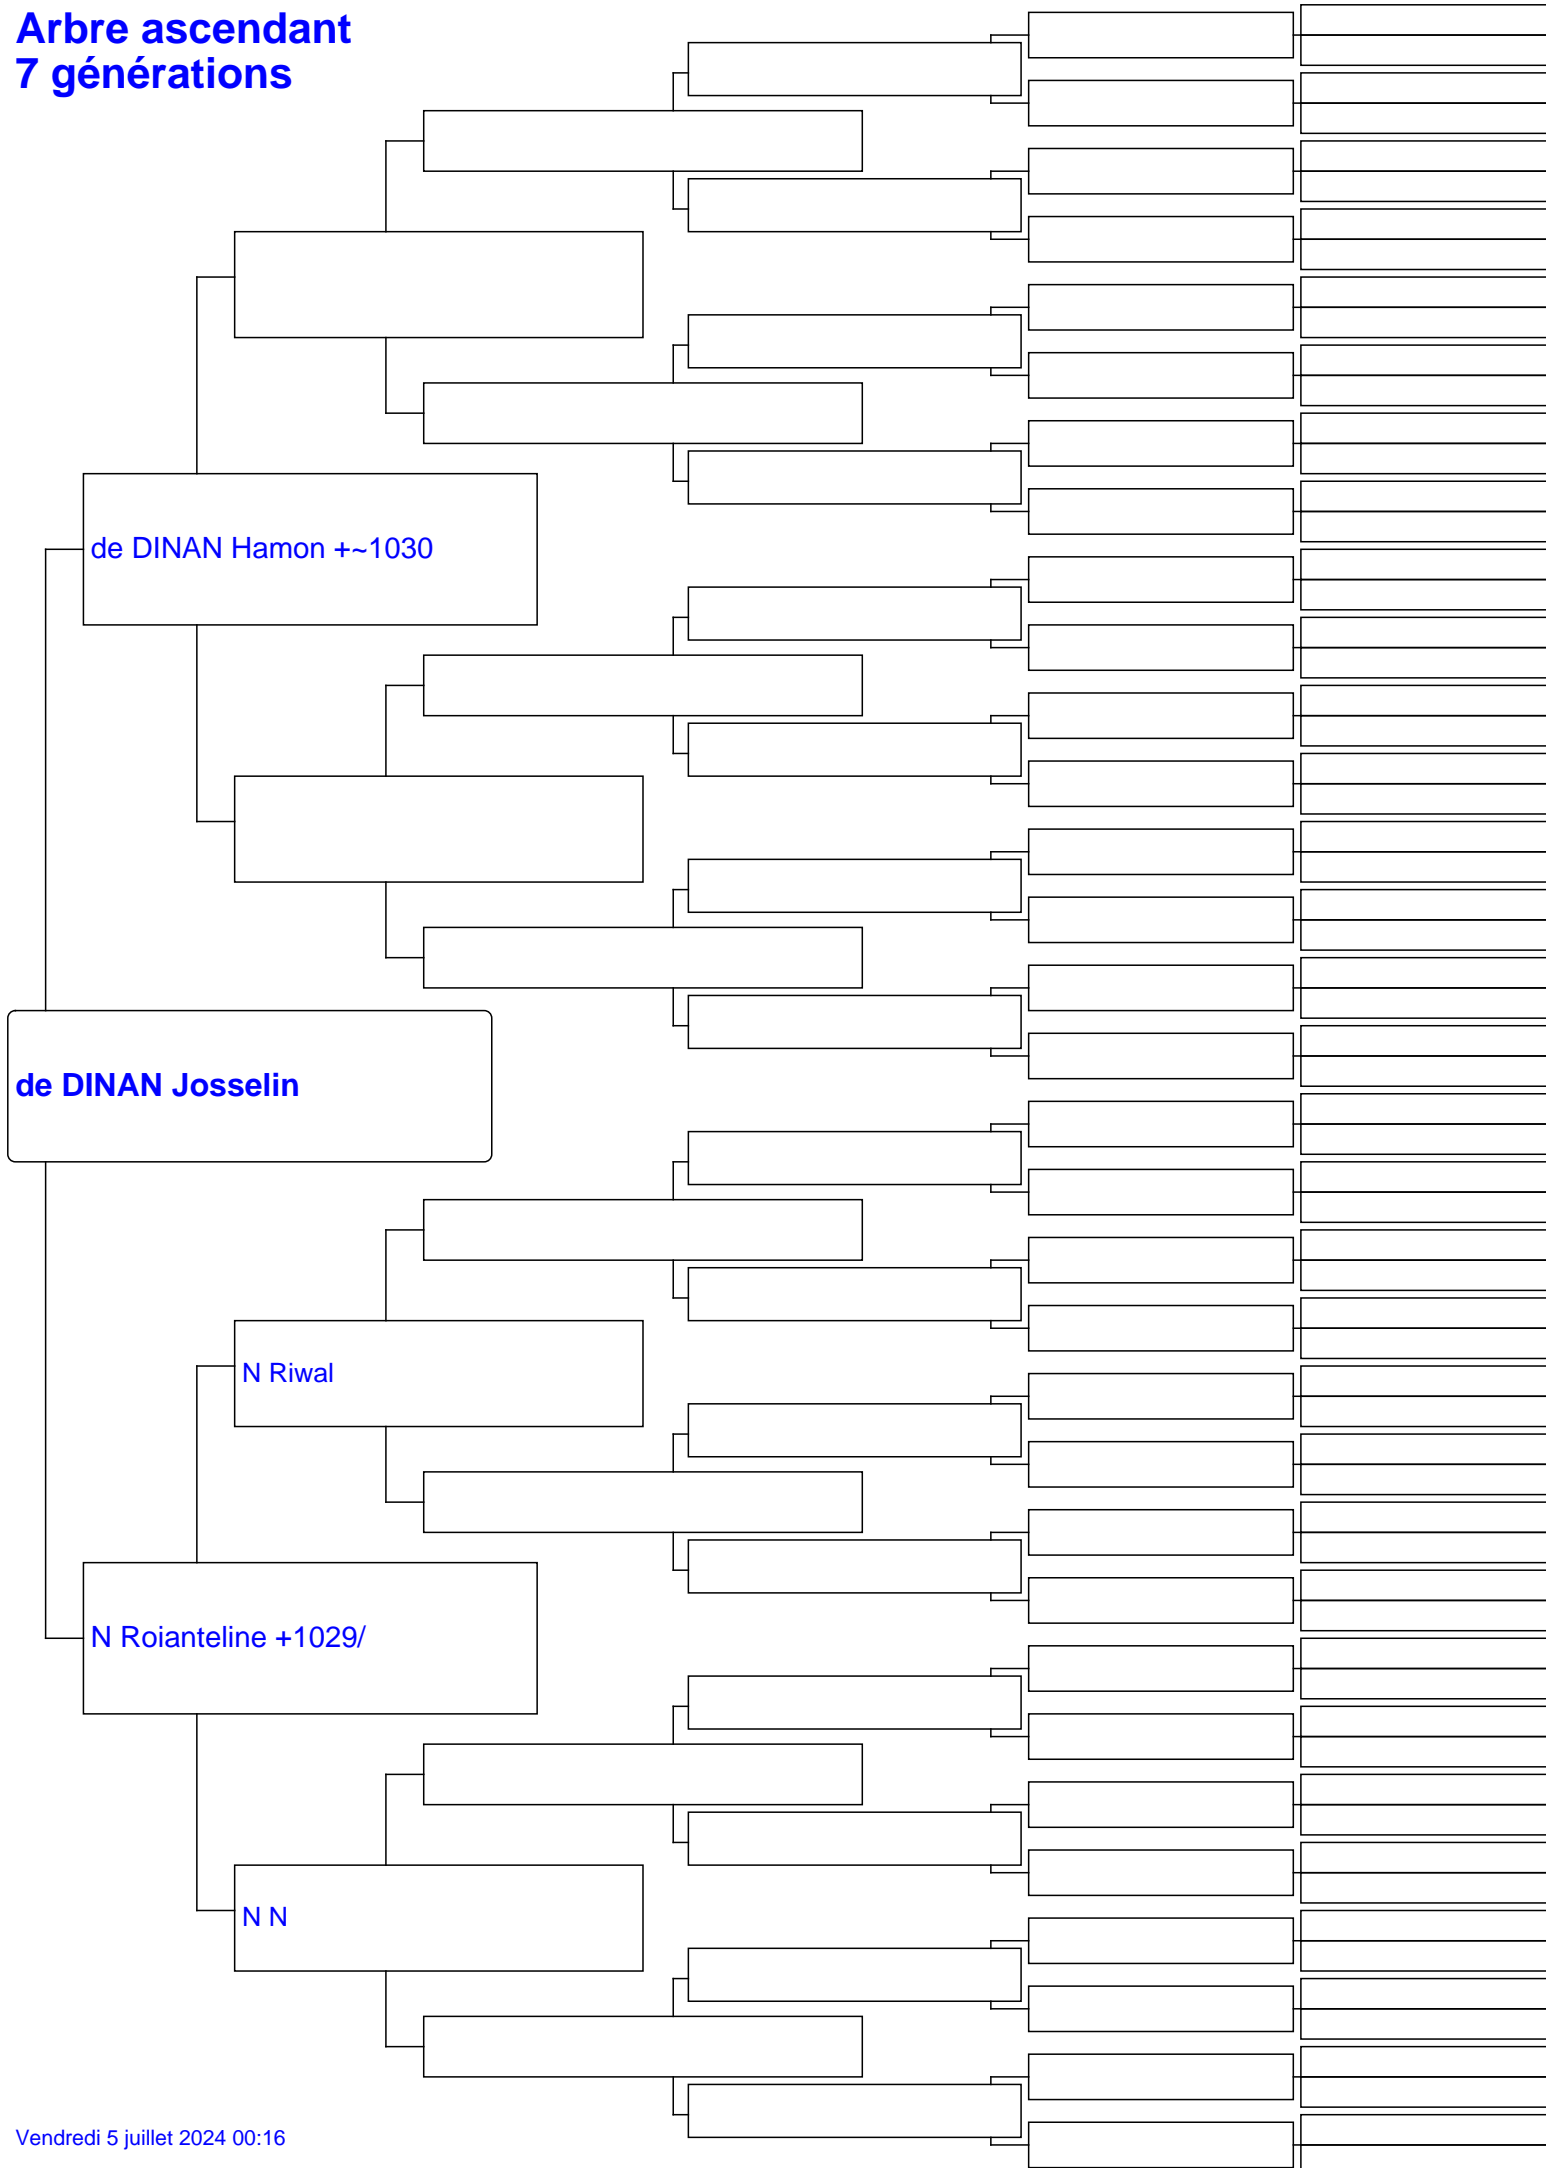 Arbre ascendant
7 générations
de DINAN Hamon +~1030
de DINAN Josselin
N Riwal
N Roianteline +1029/
N N
Vendredi 5 juillet 2024 00:16